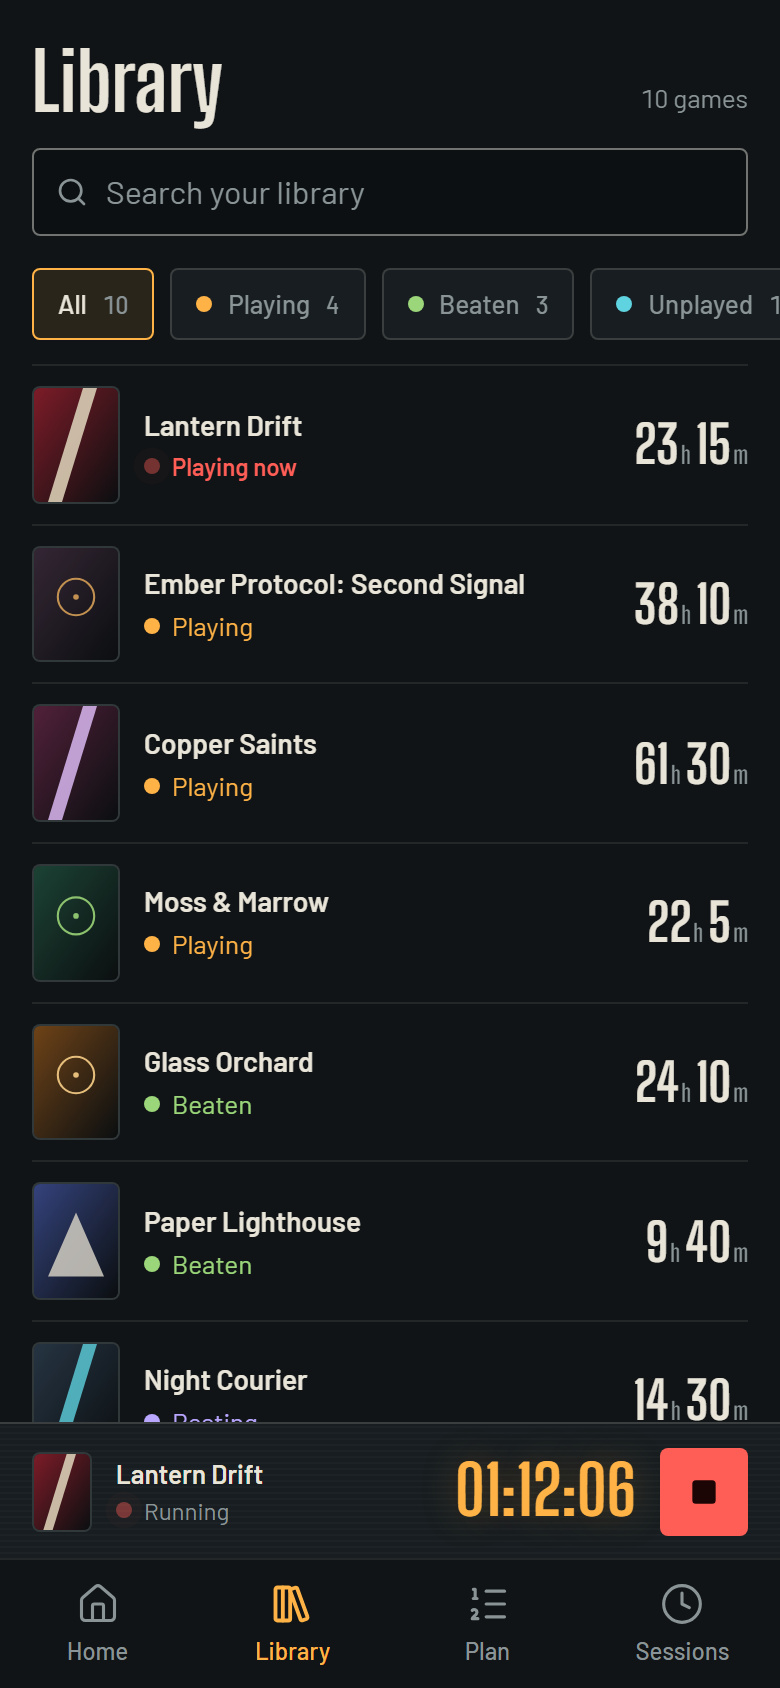 Library
10 games
Search your library
All 10 Playing 4 Beaten 3 Unplayed 1
Lantern Drift
Playing now
23h 15m
Ember Protocol: Second Signal
Playing
38h 10m
Copper Saints
Playing
61h 30m
Moss & Marrow
Playing
22h 5m
Glass Orchard
Beaten
24h 10m
Paper Lighthouse
Beaten
9h 40m
Night Courier
Resting
14h 30m
Lantern Drift
Running
01:12:06
Home Library Plan Sessions